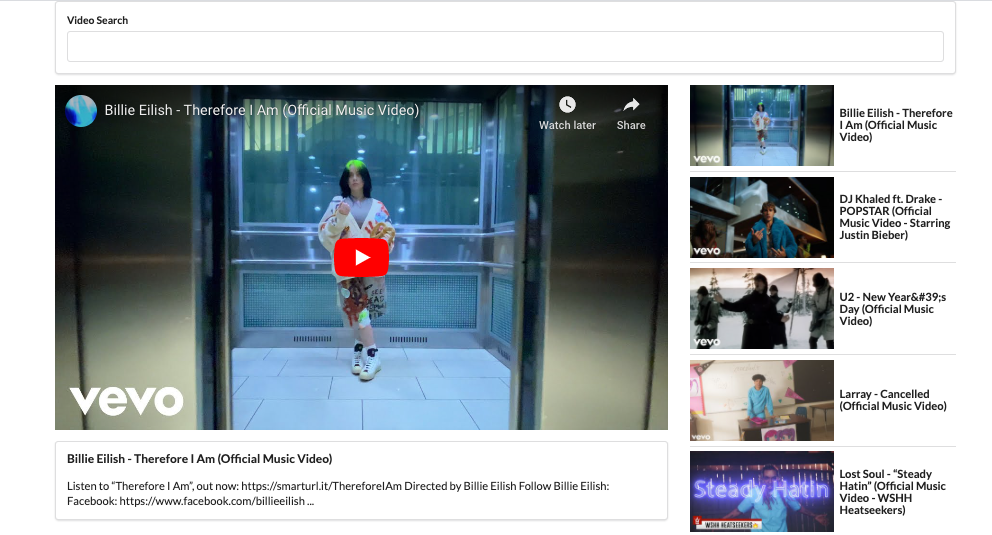 Video Search
Billie Eilish - Therefore I Am (Official Music Video)
Watch later
Share
vevo
Billie Eilish - Therefore I Am (Official Music Video)
Listen to “Therefore I Am”, out now: https://smarturl.it/ThereforeIAm Directed by Billie Eilish Follow Billie Eilish:
Facebook: https://www.facebook.com/billieeilish ...
vevo
Billie Eilish - Therefore
I Am (Official Music
Video)
vevo
DJ Khaled ft. Drake -
POPSTAR (Official
Music Video - Starring
Justin Bieber)
vevo
U2 - New Year&#39;s
Day (Official Music
Video)
vevo
Larray - Cancelled
(Official Music Video)
Steady Hatin
WSHH HEATSEEKERS
Lost Soul - “Steady
Hatin” (Official Music
Video - WSHH
Heatseekers)